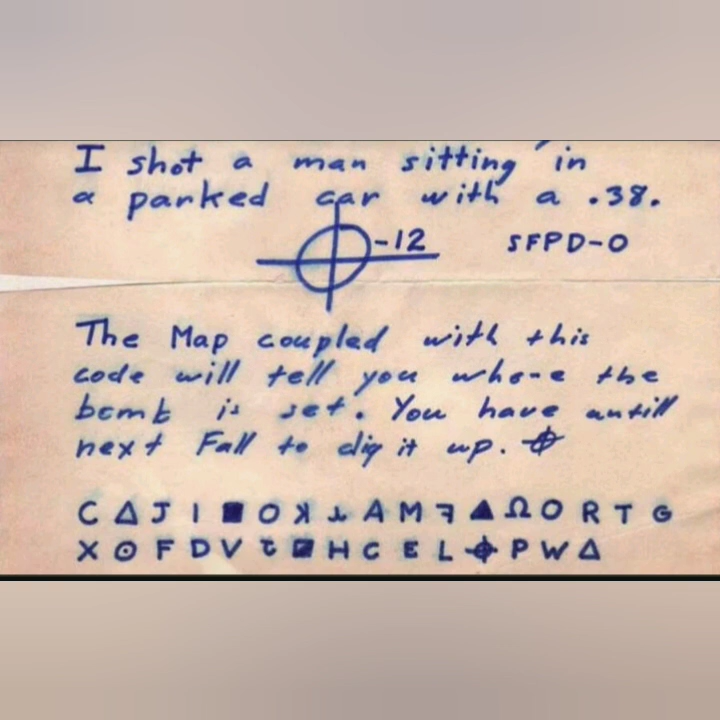 I shot a man sitting in
a parked car with a .38.
-12 SFPD-0
The Map coupled with this
code will tell you whe-e the
bomb is set. You have untill
next Fall to dig it up. ⌖
C △ J I ■ O ꓘ ⅄ A M ꟻ ▲ Ω O R T G
X ⊙ F D V ߗ H C E L ⌖ P W △